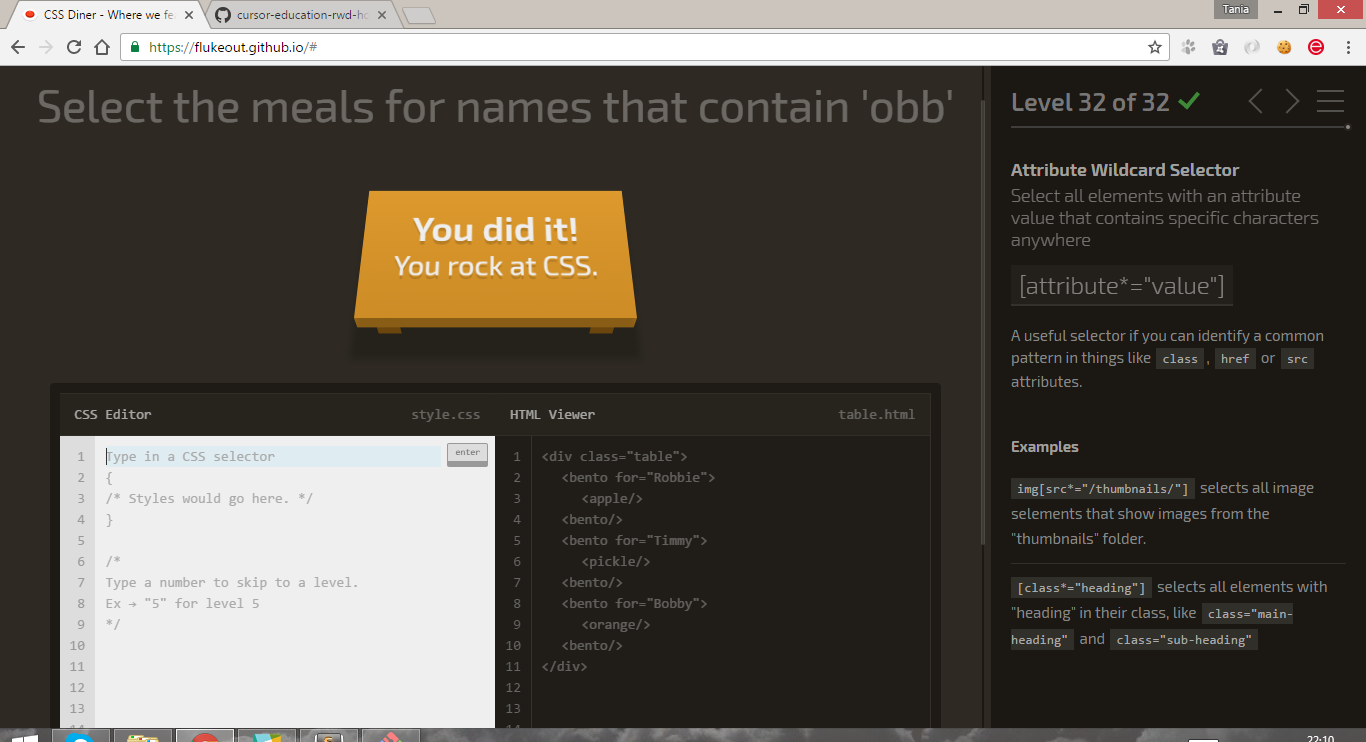 CSS Diner - Where we fe
cursor-education-rwd-ho
Tania
https://flukeout.github.io/#
Select the meals for names that contain 'obb'
You did it!
You rock at CSS.
CSS Editor
style.css
HTML Viewer
table.html
1
2
3
4
5
6
7
8
9
10
11
12
13
14
Type in a CSS selector
enter
{
/* Styles would go here. */
}
/*
Type a number to skip to a level.
Ex → "5" for level 5
*/
1
2
3
4
5
6
7
8
9
10
11
12
13
14
<div class="table">
<bento for="Robbie">
<apple/>
<bento/>
<bento for="Timmy">
<pickle/>
<bento/>
<bento for="Bobby">
<orange/>
<bento/>
</div>
Level 32 of 32
Attribute Wildcard Selector
Select all elements with an attribute
value that contains specific characters
anywhere
[attribute*="value"]
A useful selector if you can identify a common
pattern in things like class , href or src
attributes.
Examples
img[src*="/thumbnails/"] selects all image
selements that show images from the
"thumbnails" folder.
[class*="heading"] selects all elements with
"heading" in their class, like class="main-
heading" and class="sub-heading"
22:10